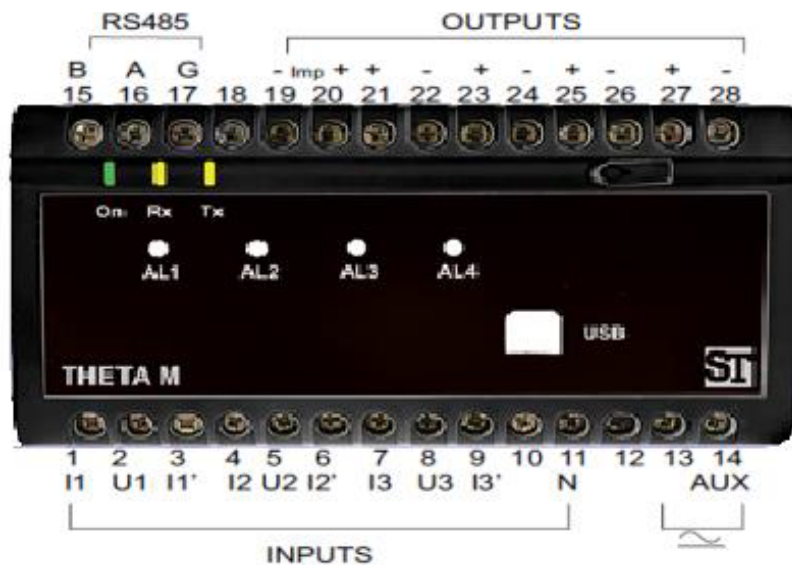 RS485 OUTPUTS
B A G - Imp + + - + - + - + -
15 16 17 18 19 20 21 22 23 24 25 26 27 28
On Rx Tx
AL1 AL2 AL3 AL4
USB
THETA M
1 2 3 4 5 6 7 8 9 10 11 12 13 14
I1 U1 I1' I2 U2 I2' I3 U3 I3' N AUX
INPUTS